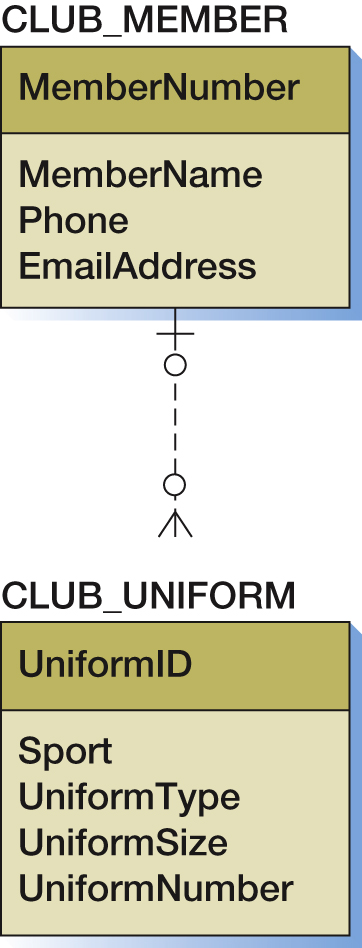 CLUB_MEMBER
MemberNumber
MemberName
Phone
EmailAddress
CLUB_UNIFORM
UniformID
Sport
UniformType
UniformSize
UniformNumber